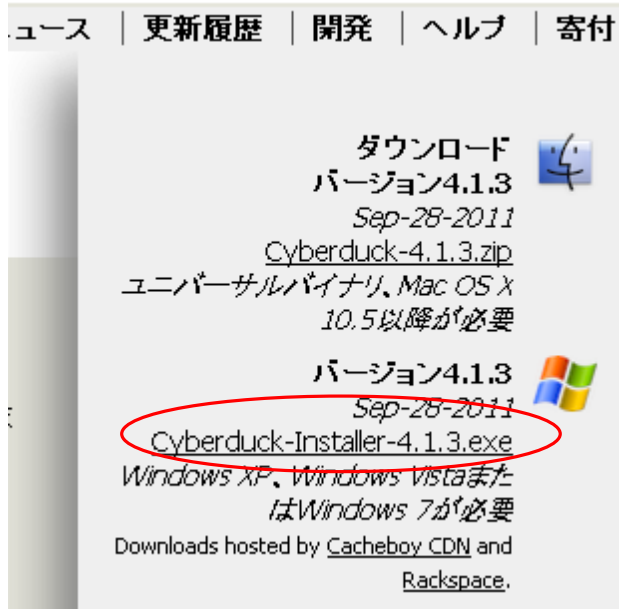 ュース | 更新履歴 | 開発 | ヘルプ | 寄付
ダウンロード
バージョン4.1.3
Sep-28-2011
Cyberduck-4.1.3.zip
ユニバーサルバイナリ、Mac OS X
10.5以降が必要
バージョン4.1.3
Sep-28-2011
Cyberduck-Installer-4.1.3.exe
Windows XP、Windows Vistaまた
はWindows 7が必要
Downloads hosted by Cacheboy CDN and
Rackspace.